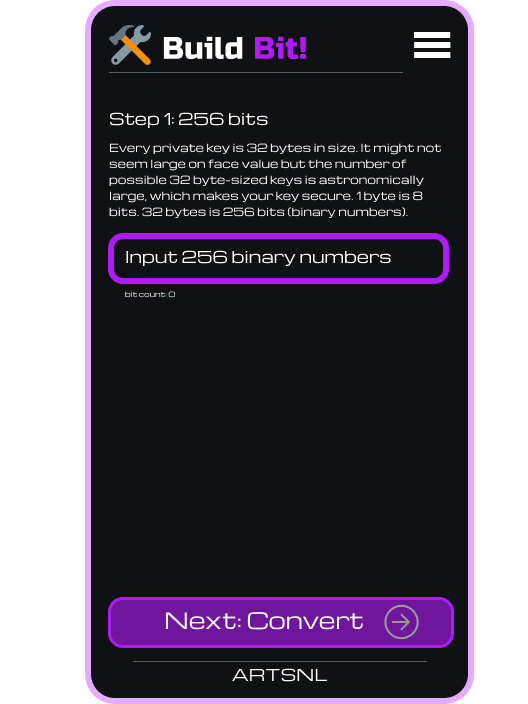 Build Bit!
Step 1: 256 bits
Every private key is 32 bytes in size. It might not
seem large on face value but the number of
possible 32 byte-sized keys is astronomically
large, which makes your key secure. 1 byte is 8
bits. 32 bytes is 256 bits (binary numbers).
Input 256 binary numbers
bit count: 0
Next: Convert
ARTSNL